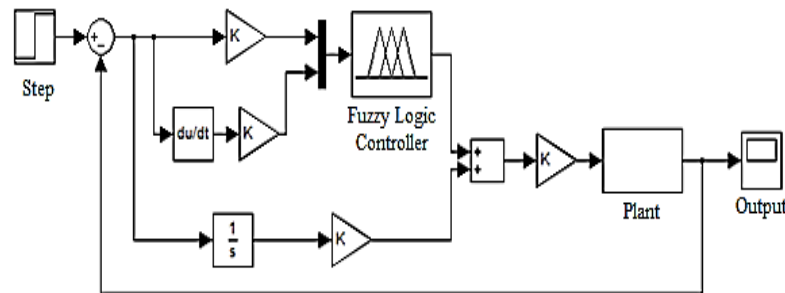 K
Step
Fuzzy Logic
Controller
du/dt
K
K
Plant
Output
1
s
K